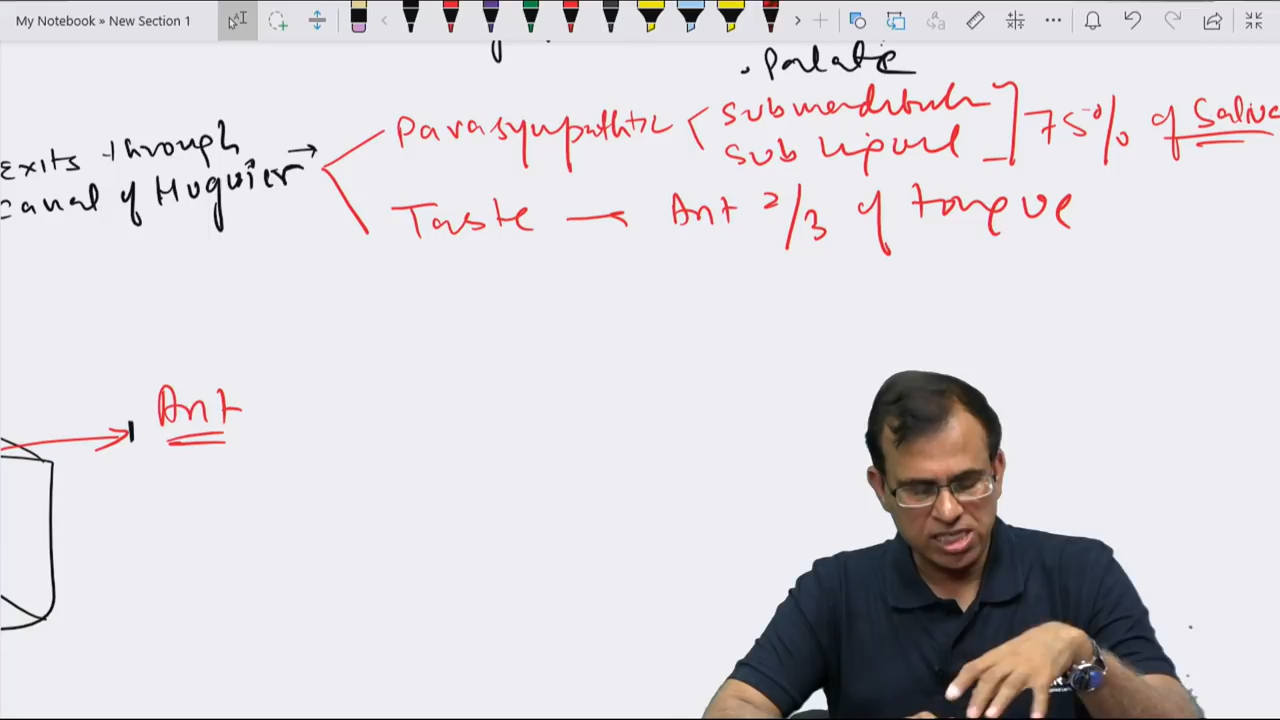 My Notebook » New Section 1
. Palate
Exits through
canal of Huguier →
Parasympathtic
Submandibular
Sub lingual
75% of Saliva
Taste — Ant 2/3 of tongue
Ant